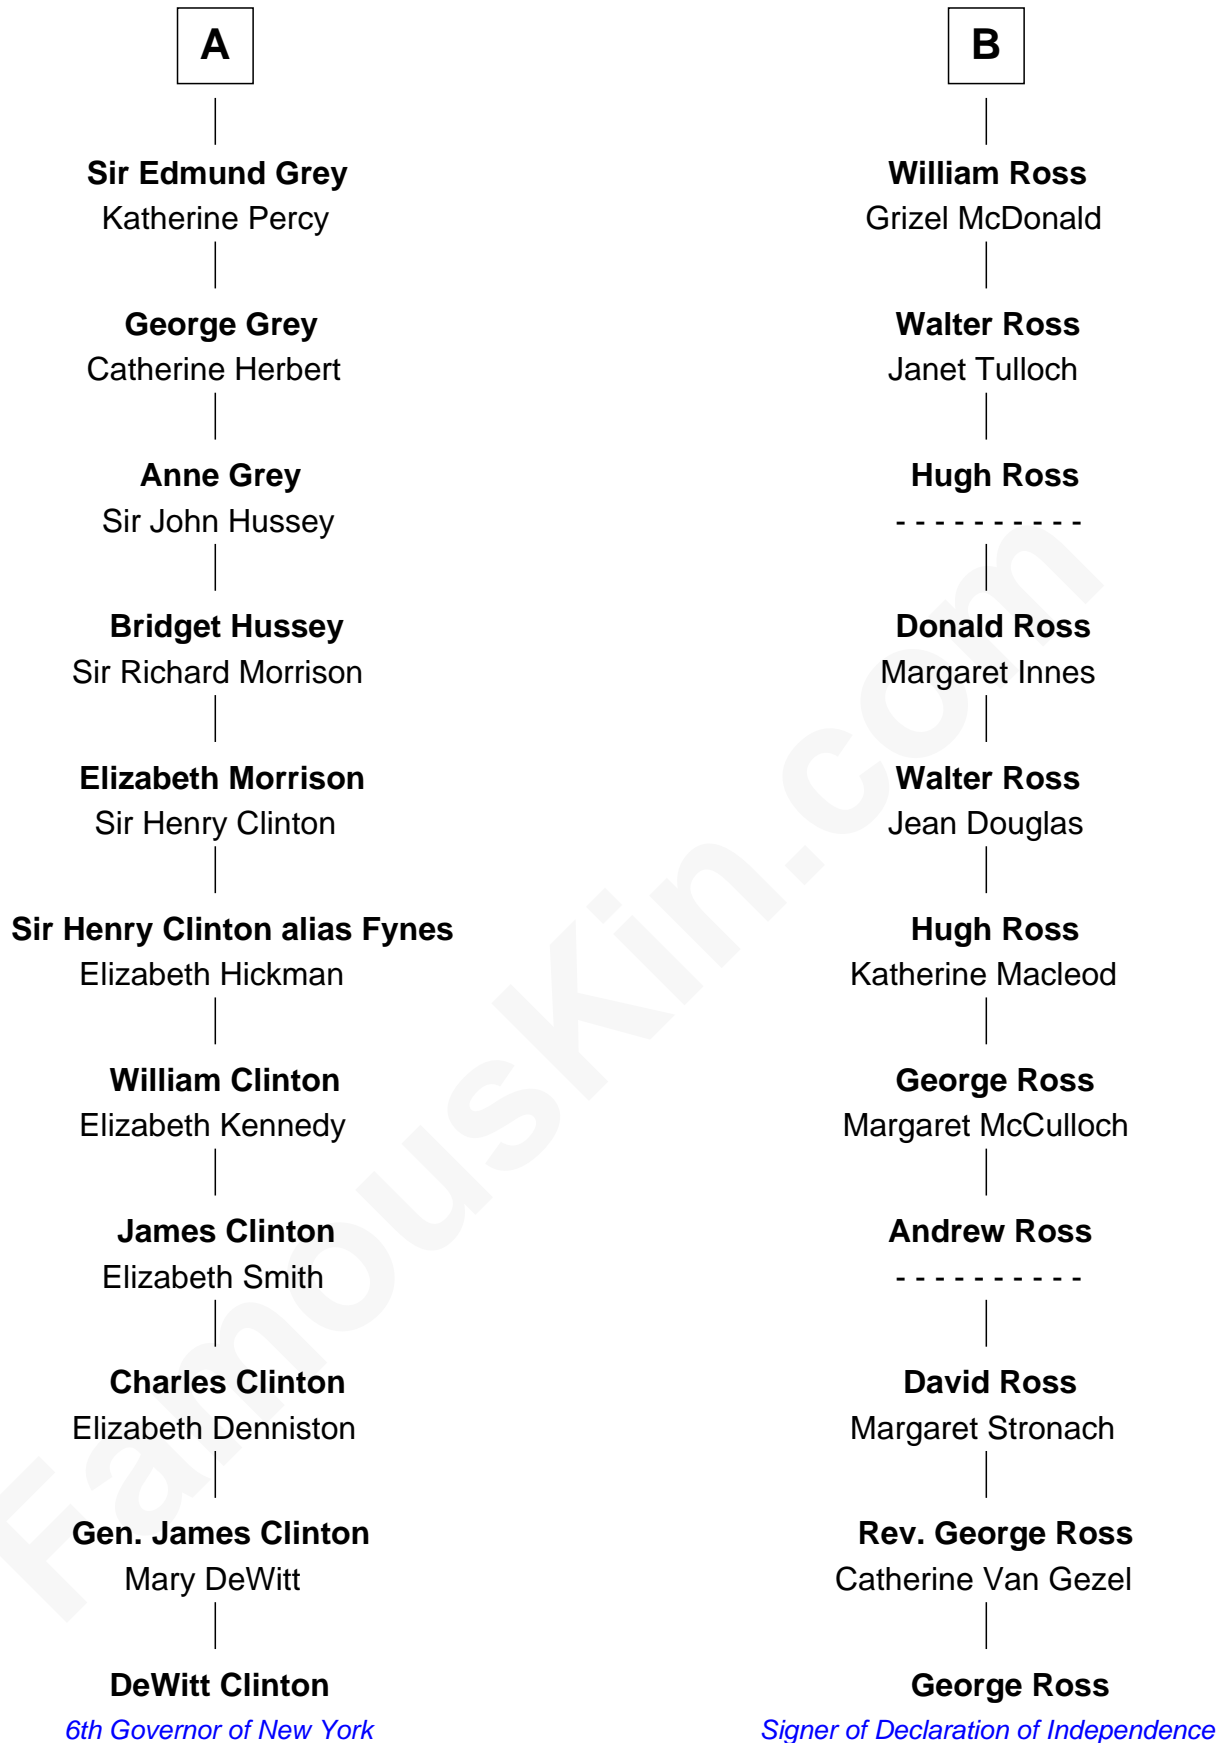 A
Sir Edmund Grey
Katherine Percy
George Grey
Catherine Herbert
Anne Grey
Sir John Hussey
Bridget Hussey
Sir Richard Morrison
Elizabeth Morrison
Sir Henry Clinton
Sir Henry Clinton alias Fynes
Elizabeth Hickman
William Clinton
Elizabeth Kennedy
James Clinton
Elizabeth Smith
Charles Clinton
Elizabeth Denniston
Gen. James Clinton
Mary DeWitt
DeWitt Clinton
6th Governor of New York
B
William Ross
Grizel McDonald
Walter Ross
Janet Tulloch
Hugh Ross
- - - - - - - - - -
Donald Ross
Margaret Innes
Walter Ross
Jean Douglas
Hugh Ross
Katherine Macleod
George Ross
Margaret McCulloch
Andrew Ross
- - - - - - - - - -
David Ross
Margaret Stronach
Rev. George Ross
Catherine Van Gezel
George Ross
Signer of Declaration of Independence
FamousKin.com